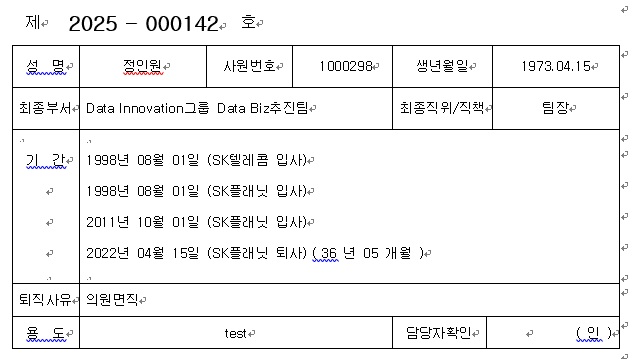 제 2025 - 000142 호
성 명 정인원 사원번호 1000298 생년월일 1973.04.15
최종부서 Data Innovation그룹 Data Biz추진팀 최종직위/직책 팀장
기 간 1998년 08월 01일 (SK텔레콤 입사)
1998년 08월 01일 (SK플래닛 입사)
2011년 10월 01일 (SK플래닛 입사)
2022년 04월 15일 (SK플래닛 퇴사) ( 36 년 05 개월 )
퇴직사유 의원면직
용 도 test 담당자확인 ( 인 )